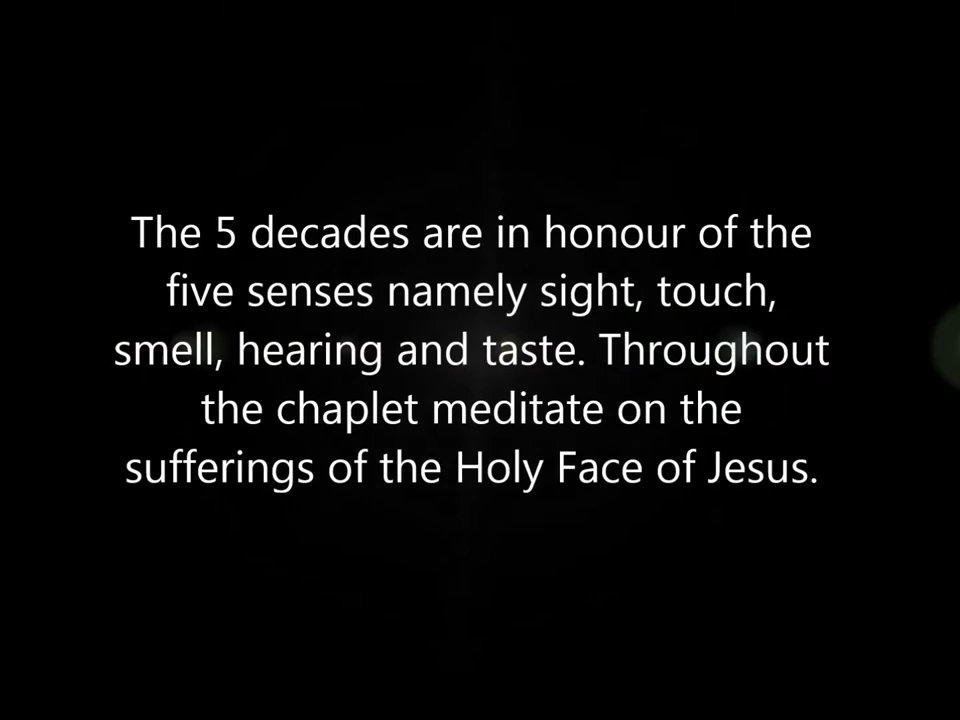 The 5 decades are in honour of the
five senses namely sight, touch,
smell, hearing and taste. Throughout
the chaplet meditate on the
sufferings of the Holy Face of Jesus.